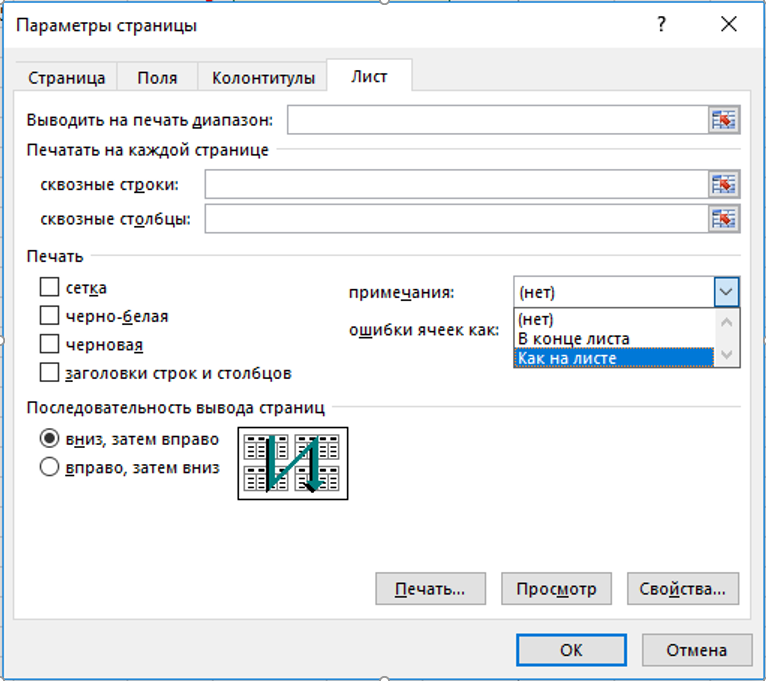 Параметры страницы ?
Страница Поля Колонтитулы Лист
Выводить на печать диапазон:
Печатать на каждой странице
сквозные строки:
сквозные столбцы:
Печать
сетка
черно-белая
черновая
заголовки строк и столбцов
примечания: (нет)
(нет)
В конце листа
Как на листе
ошибки ячеек как:
Последовательность вывода страниц
вниз, затем вправо
вправо, затем вниз
Печать... Просмотр Свойства...
ОК Отмена